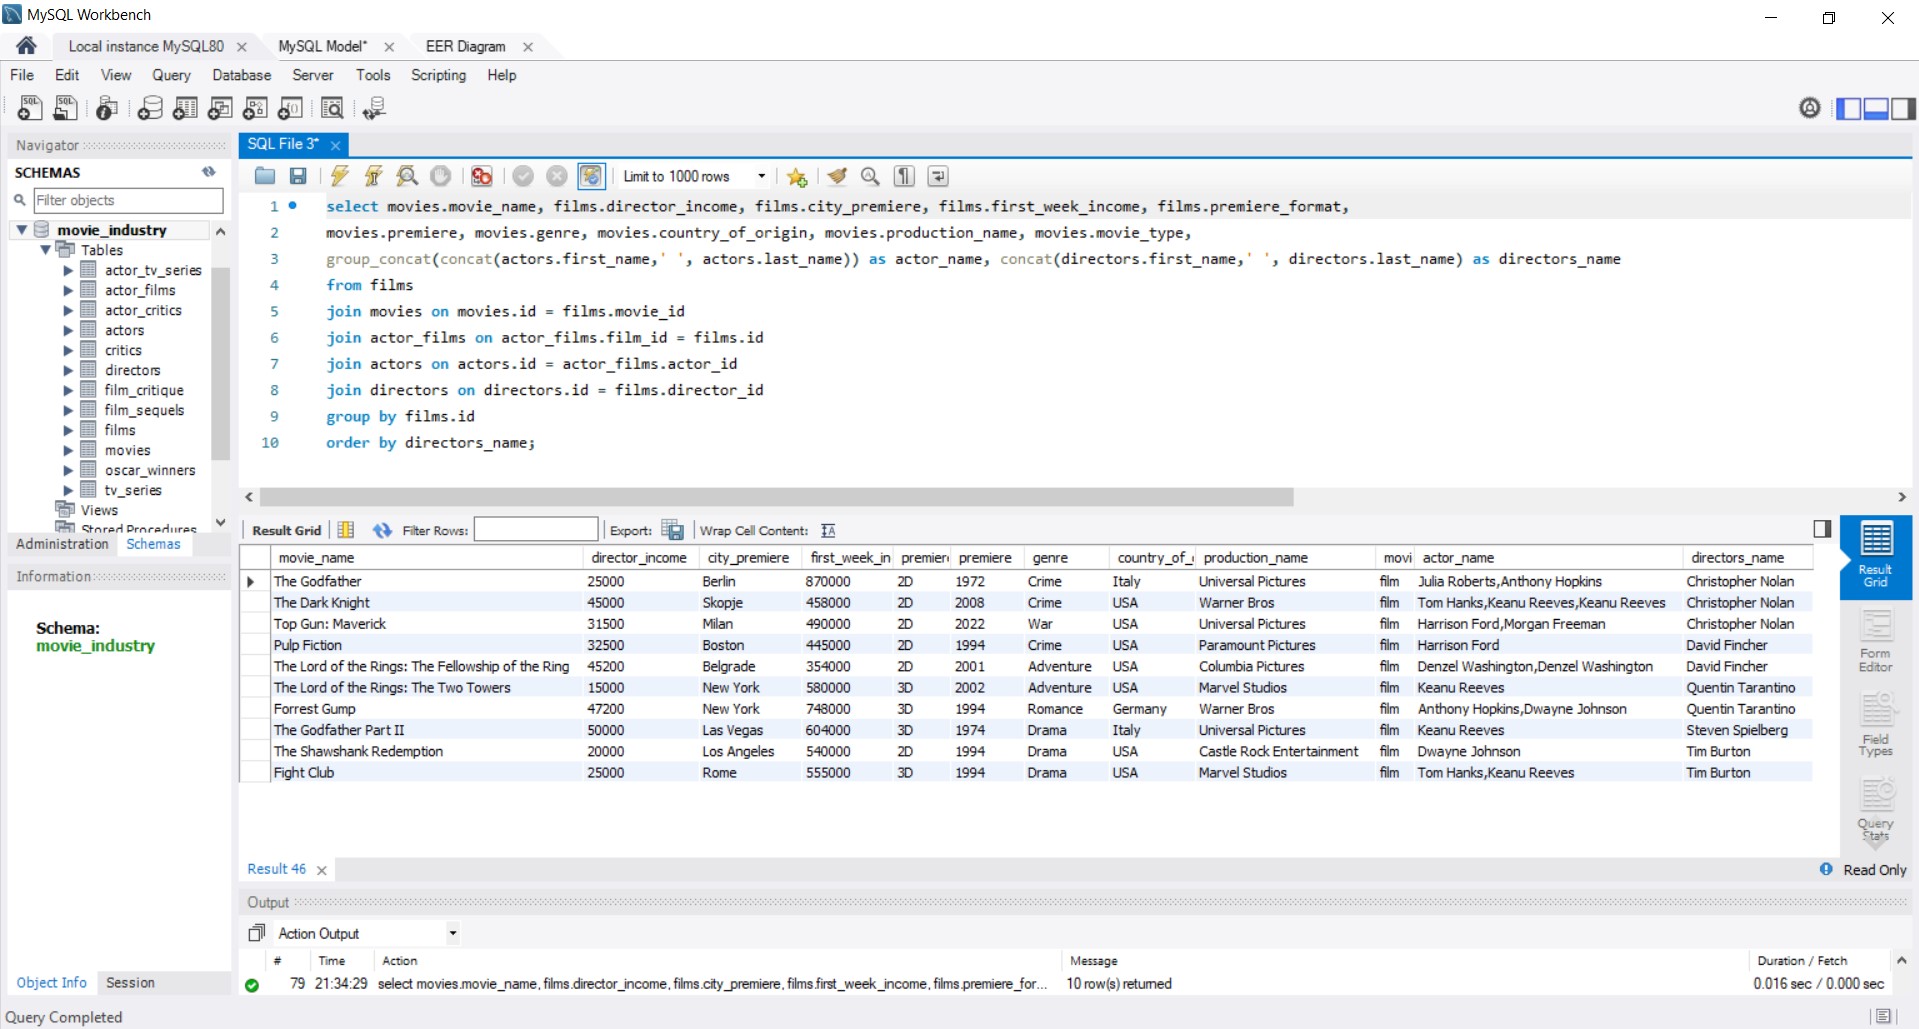 MySQL Workbench
Local instance MySQL80
MySQL Model*
EER Diagram
File Edit View Query Database Server Tools Scripting Help
Navigator
SCHEMAS
Filter objects
movie_industry
Tables
actor_tv_series
actor_films
actor_critics
actors
critics
directors
film_critique
film_sequels
films
movies
oscar_winners
tv_series
Views
Stored Procedures
Administration Schemas
Information
Schema:
movie_industry
Object Info Session
SQL File 3*
Limit to 1000 rows
1 select movies.movie_name, films.director_income, films.city_premiere, films.first_week_income, films.premiere_format,
2 movies.premiere, movies.genre, movies.country_of_origin, movies.production_name, movies.movie_type,
3 group_concat(concat(actors.first_name,' ', actors.last_name)) as actor_name, concat(directors.first_name,' ', directors.last_name) as directors_name
4 from films
5 join movies on movies.id = films.movie_id
6 join actor_films on actor_films.film_id = films.id
7 join actors on actors.id = actor_films.actor_id
8 join directors on directors.id = films.director_id
9 group by films.id
10 order by directors_name;
Result Grid Filter Rows: Export: Wrap Cell Content:
movie_name director_income city_premiere first_week_in premiere premiere genre country_of_ production_name movi actor_name directors_name
The Godfather 25000 Berlin 870000 2D 1972 Crime Italy Universal Pictures film Julia Roberts,Anthony Hopkins Christopher Nolan
The Dark Knight 45000 Skopje 458000 2D 2008 Crime USA Warner Bros film Tom Hanks,Keanu Reeves,Keanu Reeves Christopher Nolan
Top Gun: Maverick 31500 Milan 490000 2D 2022 War USA Universal Pictures film Harrison Ford,Morgan Freeman Christopher Nolan
Pulp Fiction 32500 Boston 445000 2D 1994 Crime USA Paramount Pictures film Harrison Ford David Fincher
The Lord of the Rings: The Fellowship of the Ring 45200 Belgrade 354000 2D 2001 Adventure USA Columbia Pictures film Denzel Washington,Denzel Washington David Fincher
The Lord of the Rings: The Two Towers 15000 New York 580000 3D 2002 Adventure USA Marvel Studios film Keanu Reeves Quentin Tarantino
Forrest Gump 47200 New York 748000 3D 1994 Romance Germany Warner Bros film Anthony Hopkins,Dwayne Johnson Quentin Tarantino
The Godfather Part II 50000 Las Vegas 604000 3D 1974 Drama Italy Universal Pictures film Keanu Reeves Steven Spielberg
The Shawshank Redemption 20000 Los Angeles 540000 2D 1994 Drama USA Castle Rock Entertainment film Dwayne Johnson Tim Burton
Fight Club 25000 Rome 555000 3D 1994 Drama USA Marvel Studios film Tom Hanks,Keanu Reeves Tim Burton
Result Grid
Form Editor
Field Types
Query Stats
Result 46
Read Only
Output
Action Output
# Time Action Message Duration / Fetch
79 21:34:29 select movies.movie_name, films.director_income, films.city_premiere, films.first_week_income, films.premiere_for... 10 row(s) returned 0.016 sec / 0.000 sec
Query Completed